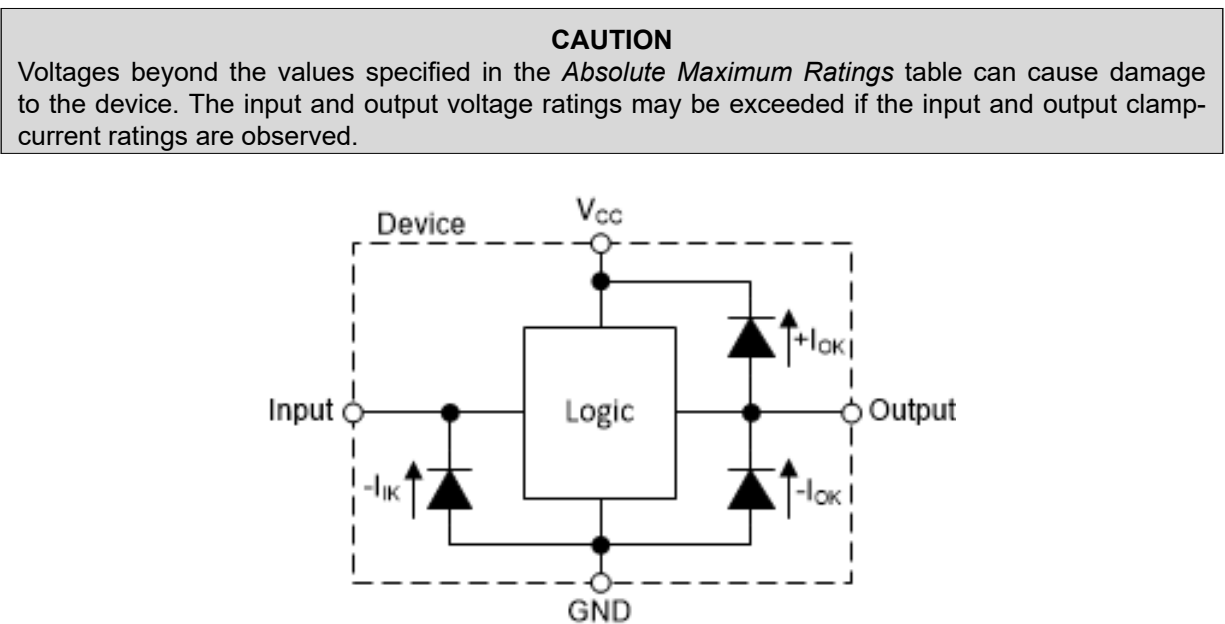 CAUTION
Voltages beyond the values specified in the Absolute Maximum Ratings table can cause damage
to the device. The input and output voltage ratings may be exceeded if the input and output clamp-
current ratings are observed.
VCC
Device
+IOK
Input
Logic
Output
-IIK
-IOK
GND